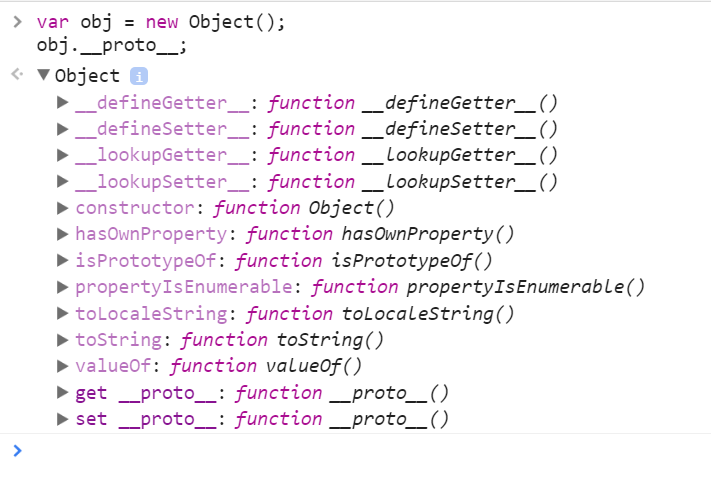 var obj = new Object();
obj.__proto__;
Object i
__defineGetter__: function __defineGetter__()
__defineSetter__: function __defineSetter__()
__lookupGetter__: function __lookupGetter__()
__lookupSetter__: function __lookupSetter__()
constructor: function Object()
hasOwnProperty: function hasOwnProperty()
isPrototypeOf: function isPrototypeOf()
propertyIsEnumerable: function propertyIsEnumerable()
toLocaleString: function toLocaleString()
toString: function toString()
valueOf: function valueOf()
get __proto__: function __proto__()
set __proto__: function __proto__()